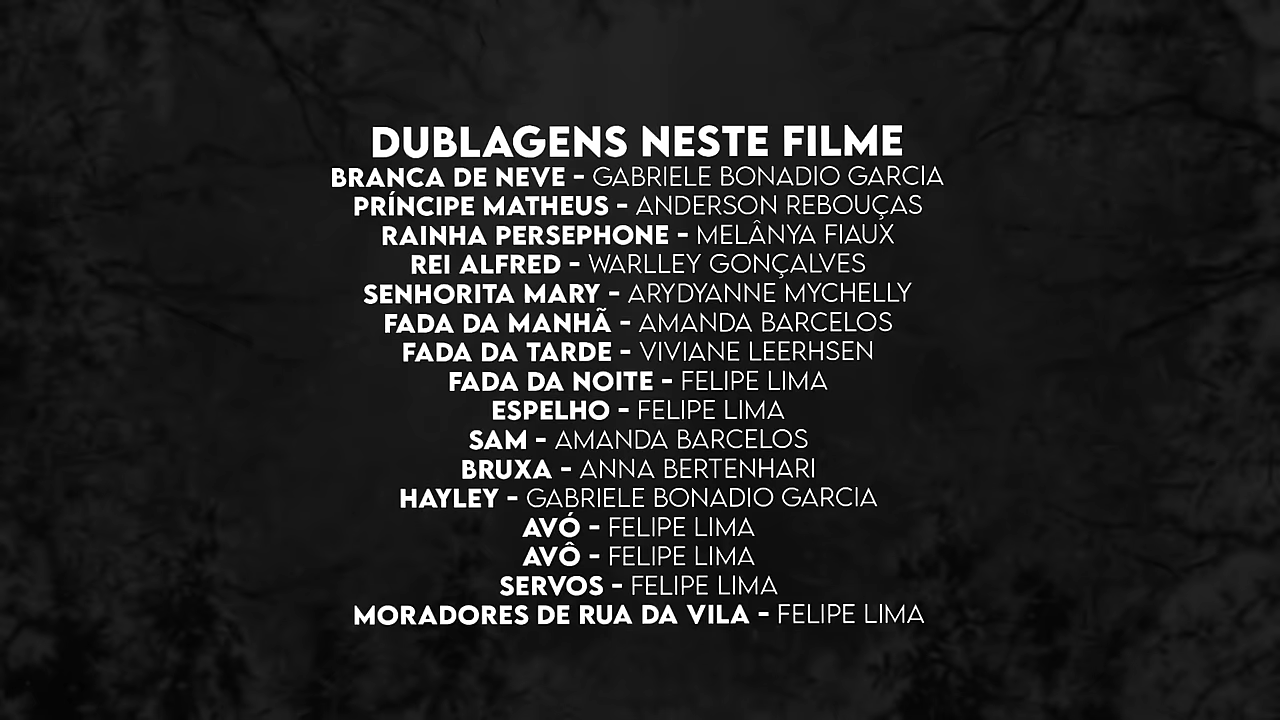 DUBLAGENS NESTE FILME
BRANCA DE NEVE - GABRIELE BONADIO GARCIA
PRÍNCIPE MATHEUS - ANDERSON REBOUÇAS
RAINHA PERSEPHONE - MELÂNYA FIAUX
REI ALFRED - WARLLEY GONÇALVES
SENHORITA MARY - ARYDYANNE MYCHELLY
FADA DA MANHÃ - AMANDA BARCELOS
FADA DA TARDE - VIVIANE LEERHSEN
FADA DA NOITE - FELIPE LIMA
ESPELHO - FELIPE LIMA
SAM - AMANDA BARCELOS
BRUXA - ANNA BERTENHARI
HAYLEY - GABRIELE BONADIO GARCIA
AVÓ - FELIPE LIMA
AVÔ - FELIPE LIMA
SERVOS - FELIPE LIMA
MORADORES DE RUA DA VILA - FELIPE LIMA